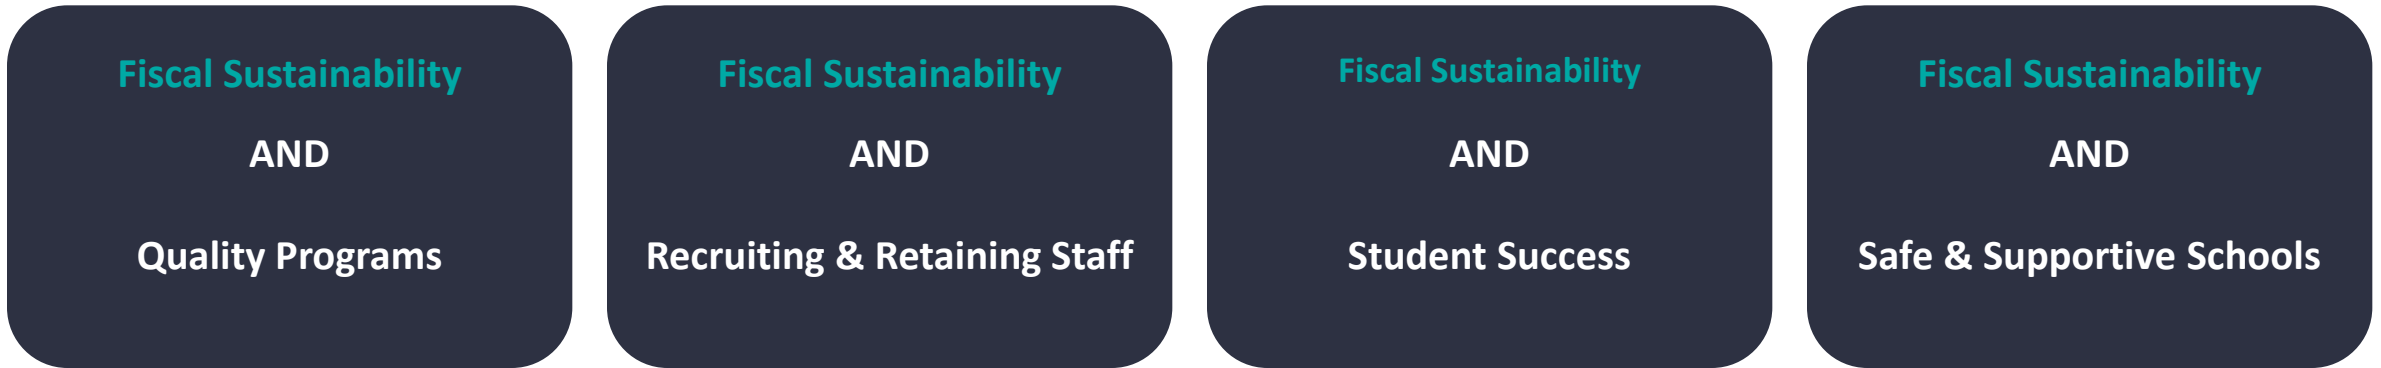 Fiscal Sustainability
AND
Quality Programs
Fiscal Sustainability
AND
Recruiting & Retaining Staff
Fiscal Sustainability
AND
Student Success
Fiscal Sustainability
AND
Safe & Supportive Schools